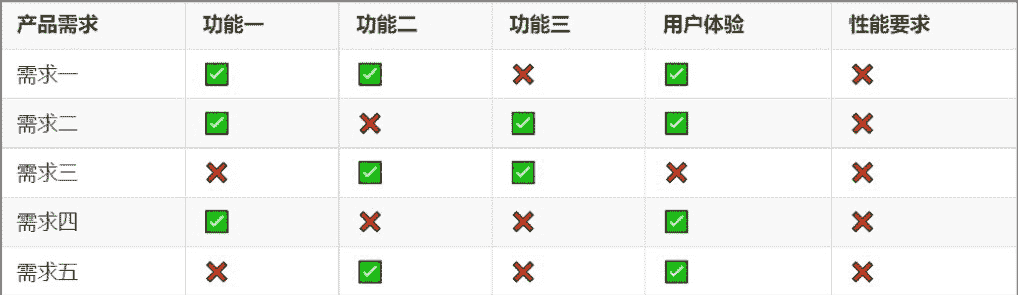 产品需求 功能一 功能二 功能三 用户体验 性能要求
需求一 ✅ ✅ ❌ ✅ ❌
需求二 ✅ ❌ ✅ ✅ ❌
需求三 ❌ ✅ ✅ ❌ ❌
需求四 ✅ ❌ ❌ ✅ ❌
需求五 ❌ ✅ ❌ ✅ ❌